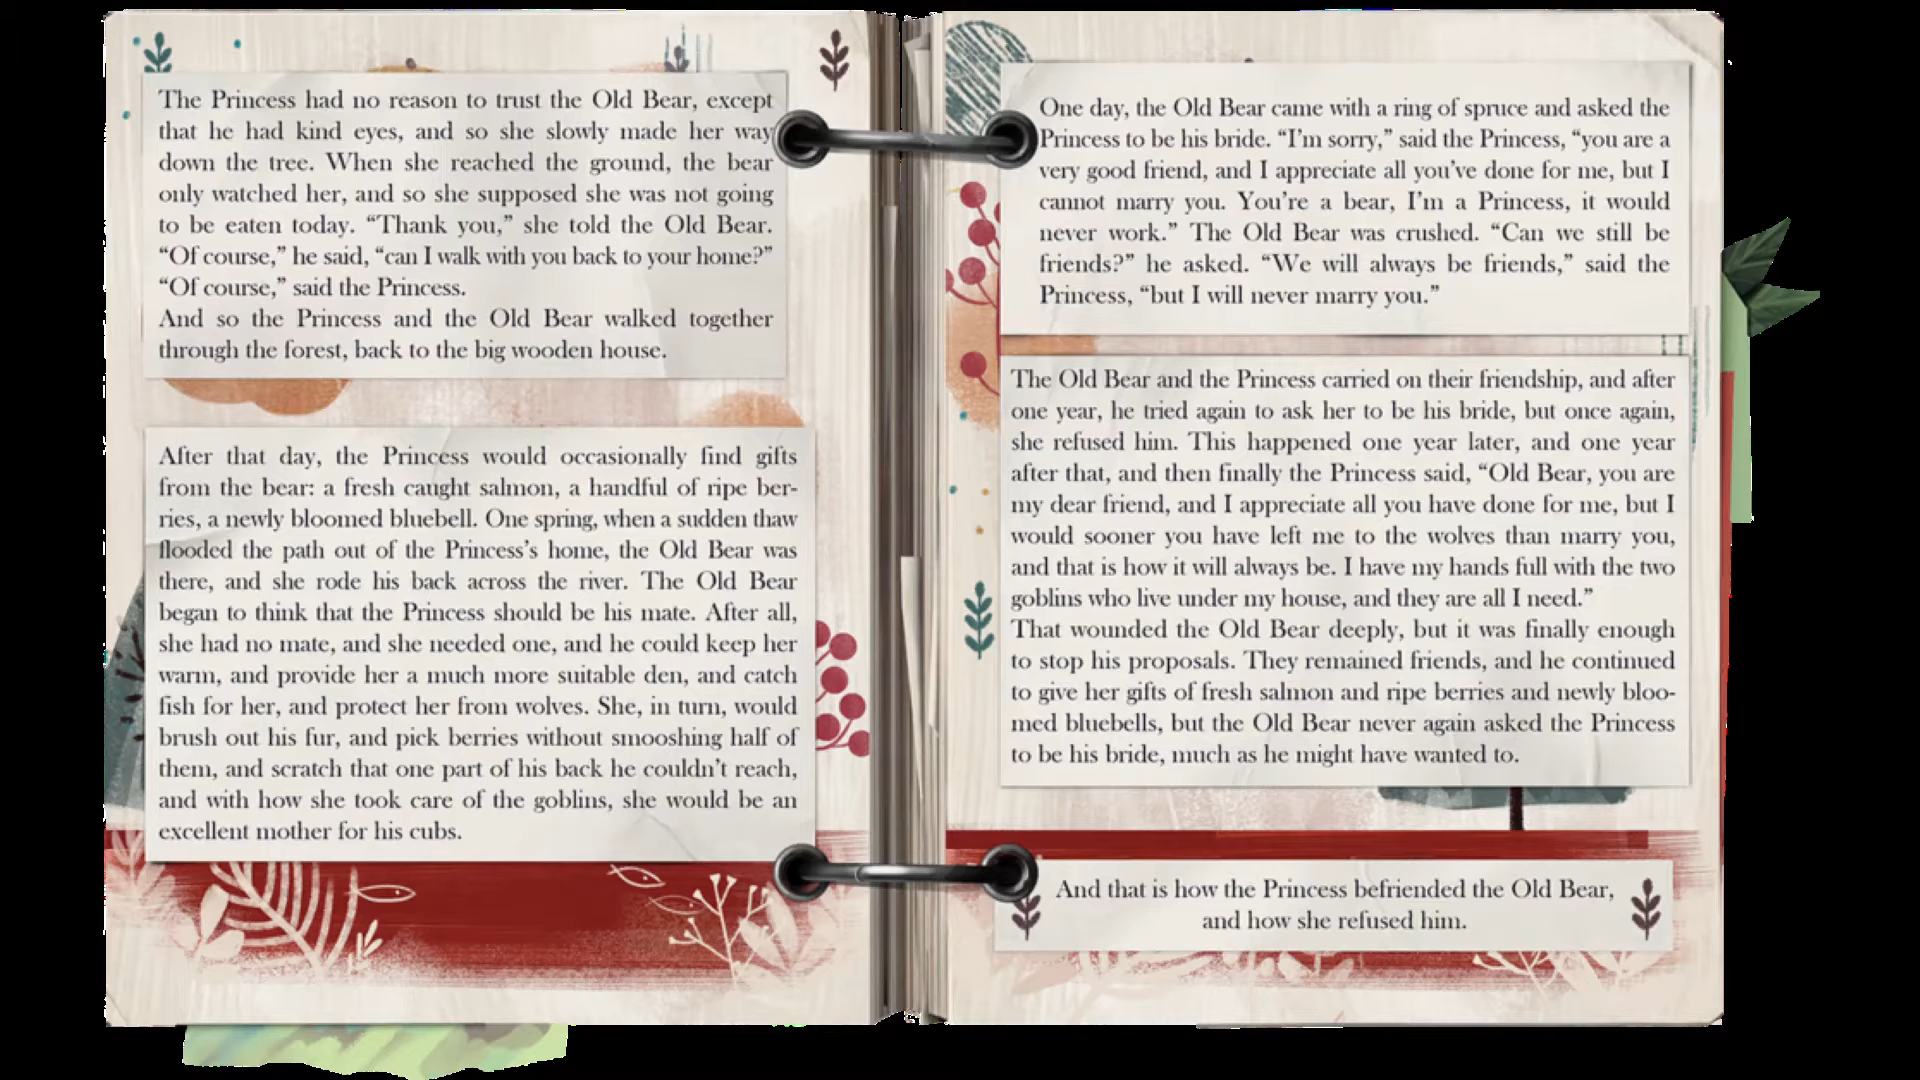 The Princess had no reason to trust the Old Bear, except
that he had kind eyes, and so she slowly made her way
down the tree. When she reached the ground, the bear
only watched her, and so she supposed she was not going
to be eaten today. “Thank you,” she told the Old Bear.
“Of course,” he said, “can I walk with you back to your home?”
“Of course,” said the Princess.
And so the Princess and the Old Bear walked together
through the forest, back to the big wooden house.
After that day, the Princess would occasionally find gifts
from the bear: a fresh caught salmon, a handful of ripe ber-
ries, a newly bloomed bluebell. One spring, when a sudden thaw
flooded the path out of the Princess’s home, the Old Bear was
there, and she rode his back across the river. The Old Bear
began to think that the Princess should be his mate. After all,
she had no mate, and she needed one, and he could keep her
warm, and provide her a much more suitable den, and catch
fish for her, and protect her from wolves. She, in turn, would
brush out his fur, and pick berries without smooshing half of
them, and scratch that one part of his back he couldn’t reach,
and with how she took care of the goblins, she would be an
excellent mother for his cubs.
One day, the Old Bear came with a ring of spruce and asked the
Princess to be his bride. “I’m sorry,” said the Princess, “you are a
very good friend, and I appreciate all you’ve done for me, but I
cannot marry you. You’re a bear, I’m a Princess, it would
never work.” The Old Bear was crushed. “Can we still be
friends?” he asked. “We will always be friends,” said the
Princess, “but I will never marry you.”
The Old Bear and the Princess carried on their friendship, and after
one year, he tried again to ask her to be his bride, but once again,
she refused him. This happened one year later, and one year
after that, and then finally the Princess said, “Old Bear, you are
my dear friend, and I appreciate all you have done for me, but I
would sooner you have left me to the wolves than marry you,
and that is how it will always be. I have my hands full with the two
goblins who live under my house, and they are all I need.”
That wounded the Old Bear deeply, but it was finally enough
to stop his proposals. They remained friends, and he continued
to give her gifts of fresh salmon and ripe berries and newly bloo-
med bluebells, but the Old Bear never again asked the Princess
to be his bride, much as he might have wanted to.
And that is how the Princess befriended the Old Bear,
and how she refused him.